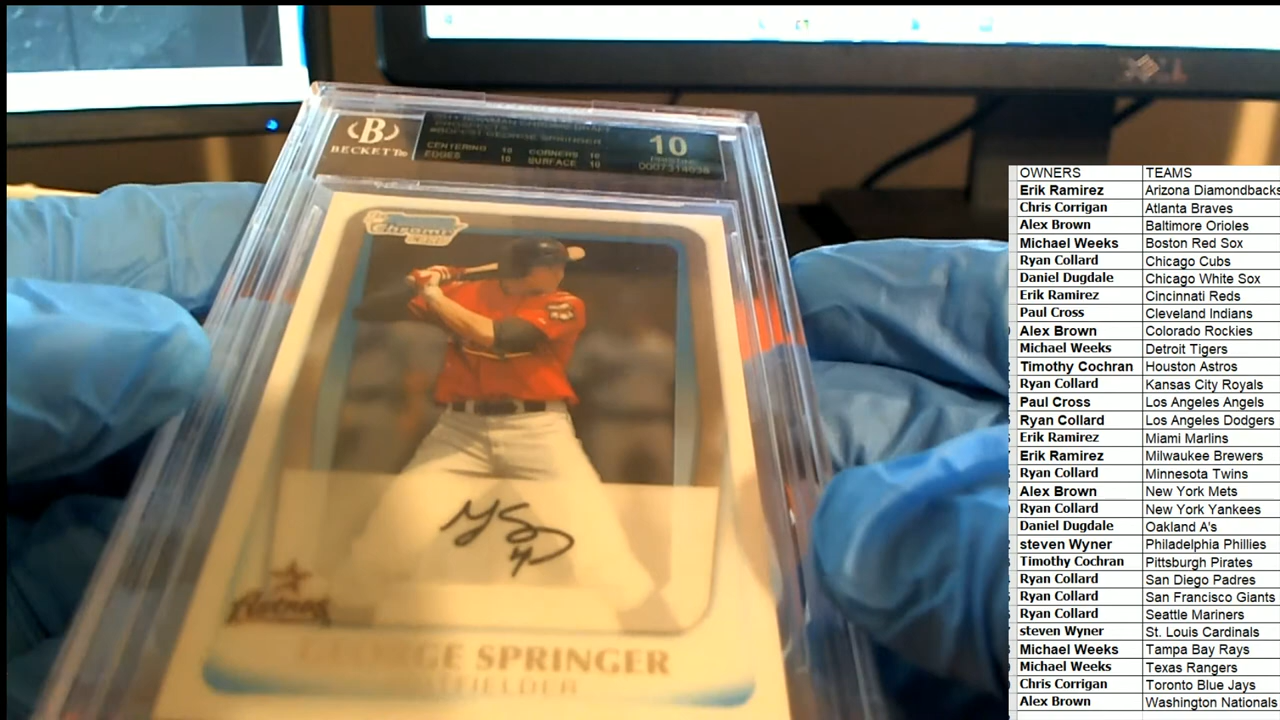 BECKETT
#BDPP91 GEORGE SPRINGER
CENTERING 10 CORNERS 10
EDGES 10 SURFACE 10
10
PRISTINE
Chrome
Astros
GEORGE SPRINGER
OUTFIELDER
DELL
OWNERS TEAMS
Erik Ramirez Arizona Diamondbacks
Chris Corrigan Atlanta Braves
Alex Brown Baltimore Orioles
Michael Weeks Boston Red Sox
Ryan Collard Chicago Cubs
Daniel Dugdale Chicago White Sox
Erik Ramirez Cincinnati Reds
Paul Cross Cleveland Indians
Alex Brown Colorado Rockies
Michael Weeks Detroit Tigers
Timothy Cochran Houston Astros
Ryan Collard Kansas City Royals
Paul Cross Los Angeles Angels
Ryan Collard Los Angeles Dodgers
Erik Ramirez Miami Marlins
Erik Ramirez Milwaukee Brewers
Ryan Collard Minnesota Twins
Alex Brown New York Mets
Ryan Collard New York Yankees
Daniel Dugdale Oakland A's
steven Wyner Philadelphia Phillies
Timothy Cochran Pittsburgh Pirates
Ryan Collard San Diego Padres
Ryan Collard San Francisco Giants
Ryan Collard Seattle Mariners
steven Wyner St. Louis Cardinals
Michael Weeks Tampa Bay Rays
Michael Weeks Texas Rangers
Chris Corrigan Toronto Blue Jays
Alex Brown Washington Nationals